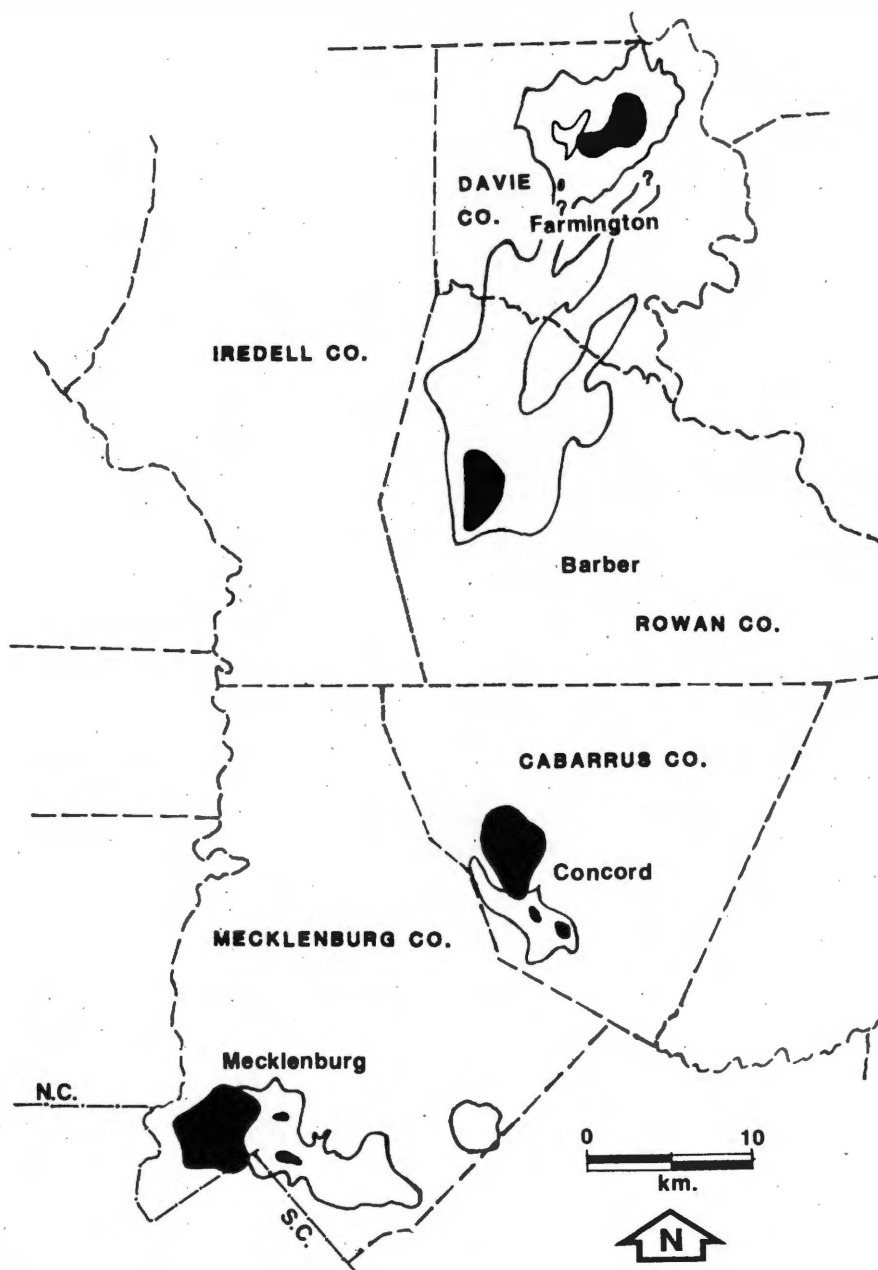 DAVIE
CO.
?
?
Farmington
IREDELL CO.
Barber
ROWAN CO.
CABARRUS CO.
Concord
MECKLENBURG CO.
Mecklenburg
N.C.
S.C.
0 10
km.
N